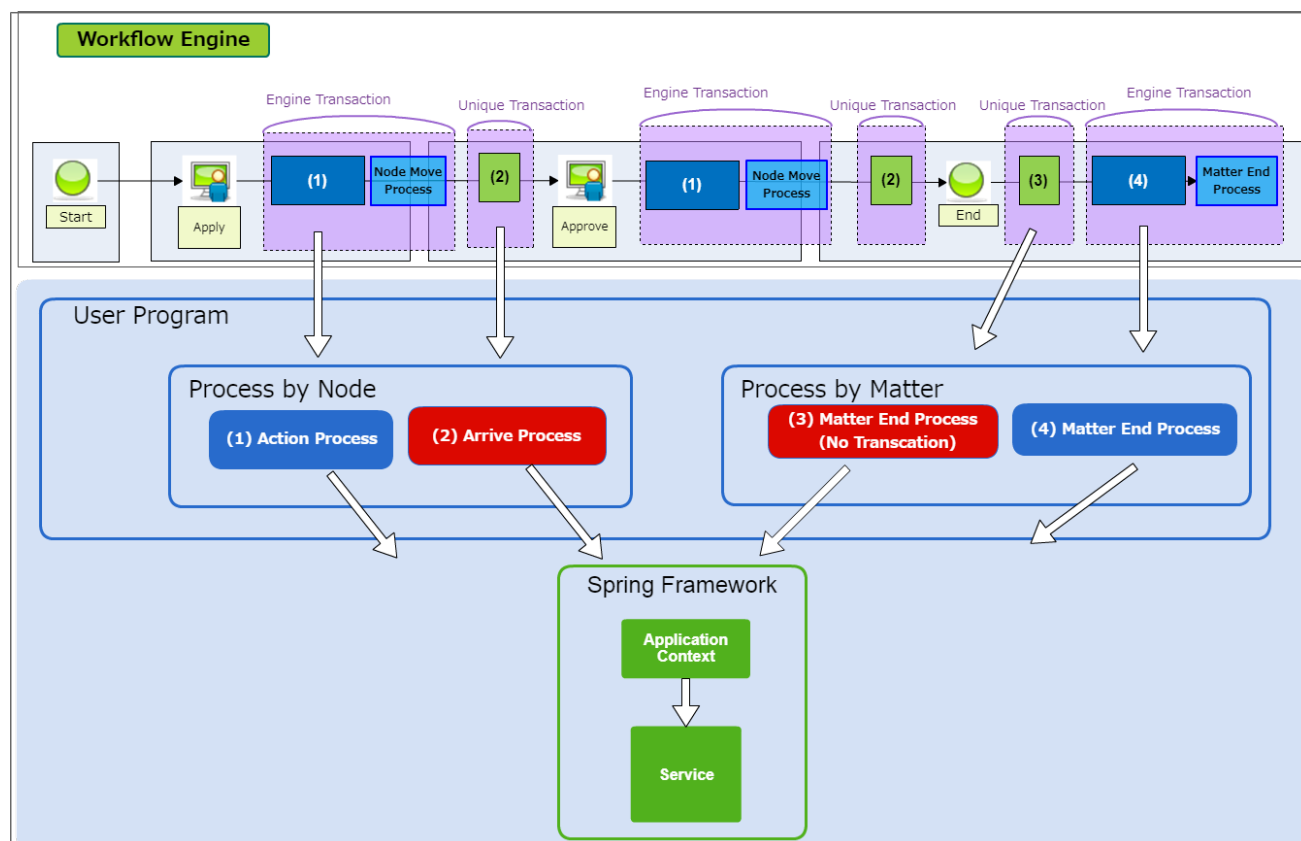 Workflow Engine
Engine Transaction
Unique Transaction
Engine Transaction
Unique Transaction
Unique Transaction
Engine Transaction
Start
Apply
(1)
Node Move
Process
(2)
Approve
(1)
Node Move
Process
(2)
End
(3)
(4)
Matter End
Process
User Program
Process by Node
(1) Action Process
(2) Arrive Process
Process by Matter
(3) Matter End Process
(No Transcation)
(4) Matter End Process
Spring Framework
Application
Context
Service